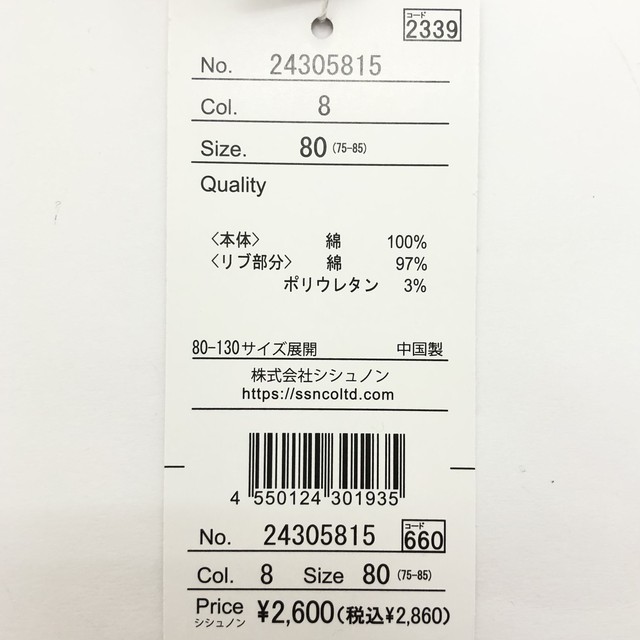 コード
2339
No. 24305815
Col. 8
Size. 80 (75-85)
Quality
〈本体〉 綿 100%
〈リブ部分〉 綿 97%
ポリウレタン 3%
80-130サイズ展開 中国製
株式会社シシュノン
https://ssncoltd.com
4 550124 301935
コード
No. 24305815 660
Col. 8 Size 80 (75-85)
Price ¥2,600(税込¥2,860)
シシュノン